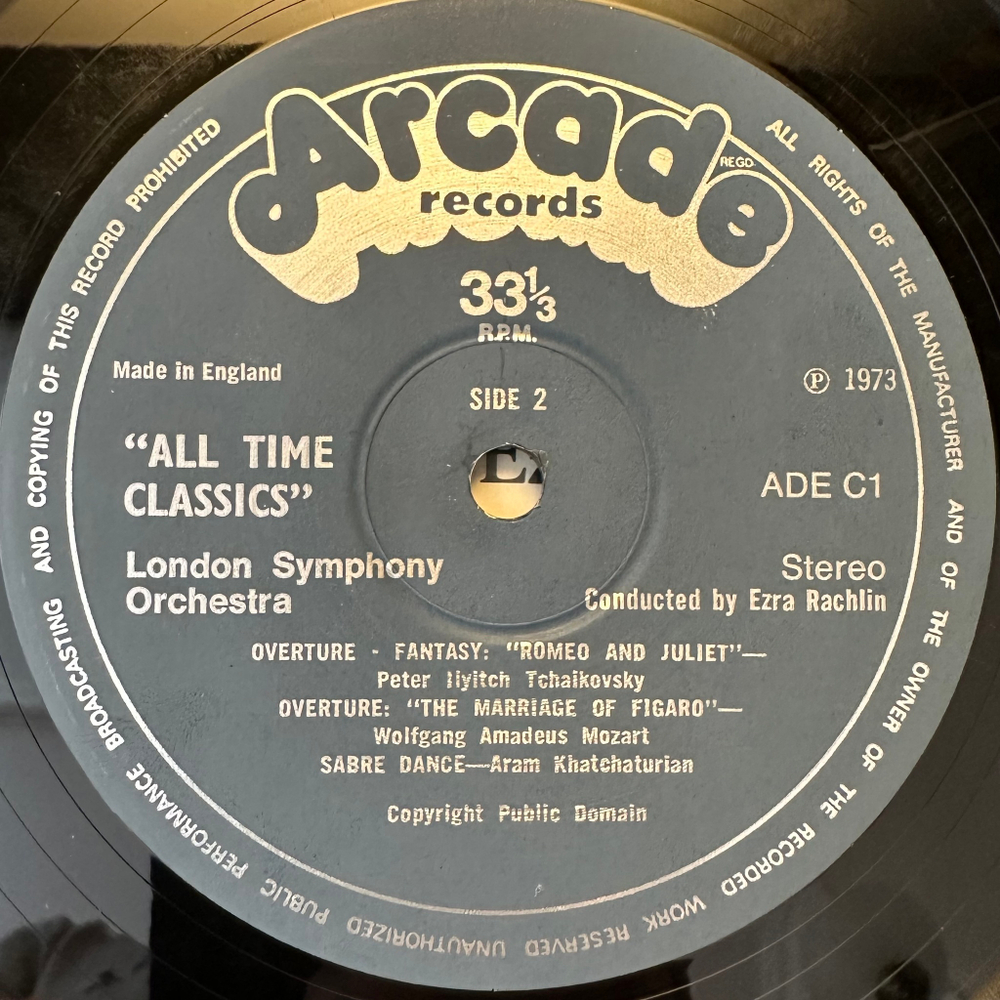 Arcade
REGD.
records
33⅓
R.P.M.
Made in England
℗ 1973
SIDE 2
"ALL TIME
CLASSICS"
ADE C1
London Symphony
Orchestra
Stereo
Conducted by Ezra Rachlin
OVERTURE - FANTASY: "ROMEO AND JULIET"—
Peter Ilyitch Tchaikovsky
OVERTURE: "THE MARRIAGE OF FIGARO"—
Wolfgang Amadeus Mozart
SABRE DANCE—Aram Khatchaturian
Copyright Public Domain
ALL RIGHTS OF THE MANUFACTURER AND OF THE OWNER OF THE RECORDED WORK RESERVED UNAUTHORIZED PUBLIC PERFORMANCE BROADCASTING AND COPYING OF THIS RECORD PROHIBITED